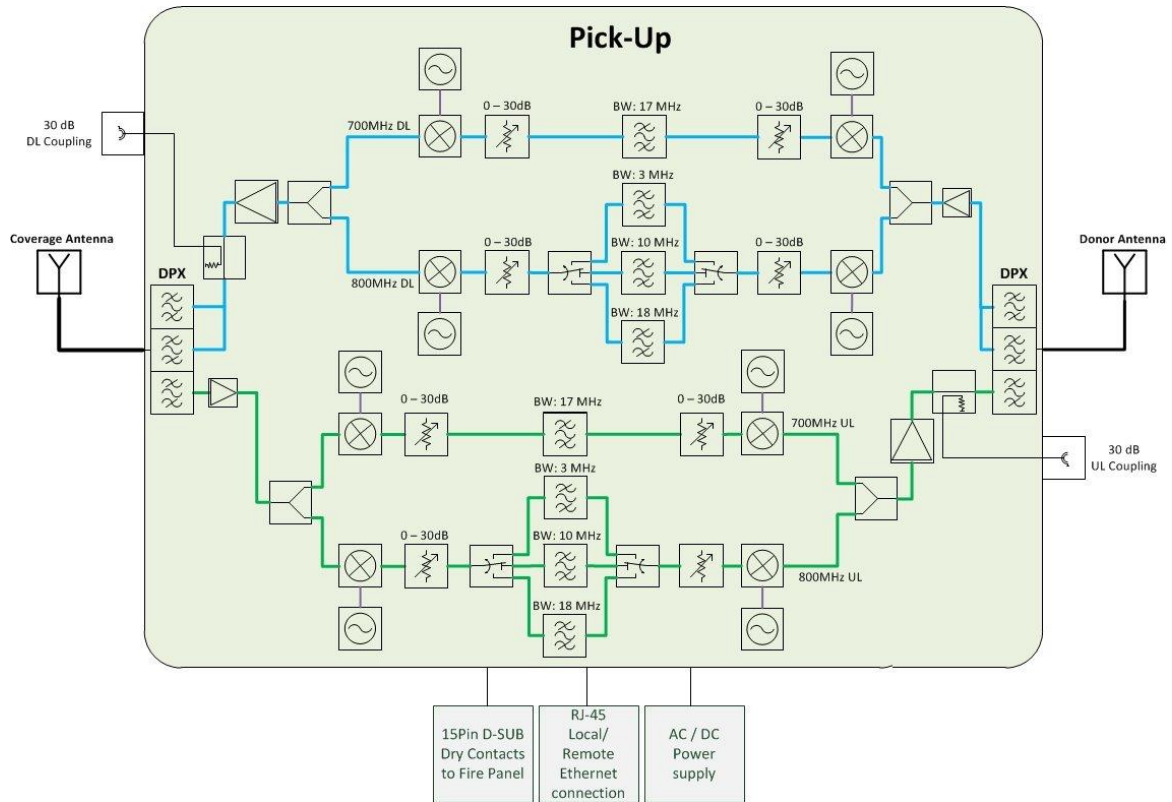 Pick-Up
30 dB
DL Coupling
0 – 30dB
BW: 17 MHz
0 – 30dB
700MHz DL
BW: 3 MHz
Coverage Antenna
Donor Antenna
0 – 30dB
BW: 10 MHz
0 – 30dB
DPX
DPX
800MHz DL
BW: 18 MHz
0 – 30dB
BW: 17 MHz
0 – 30dB
700MHz UL
30 dB
UL Coupling
BW: 3 MHz
0 – 30dB
BW: 10 MHz
800MHz UL
BW: 18 MHz
15Pin D-SUB
Dry Contacts
to Fire Panel
RJ-45
Local/
Remote
Ethernet
connection
AC / DC
Power
supply